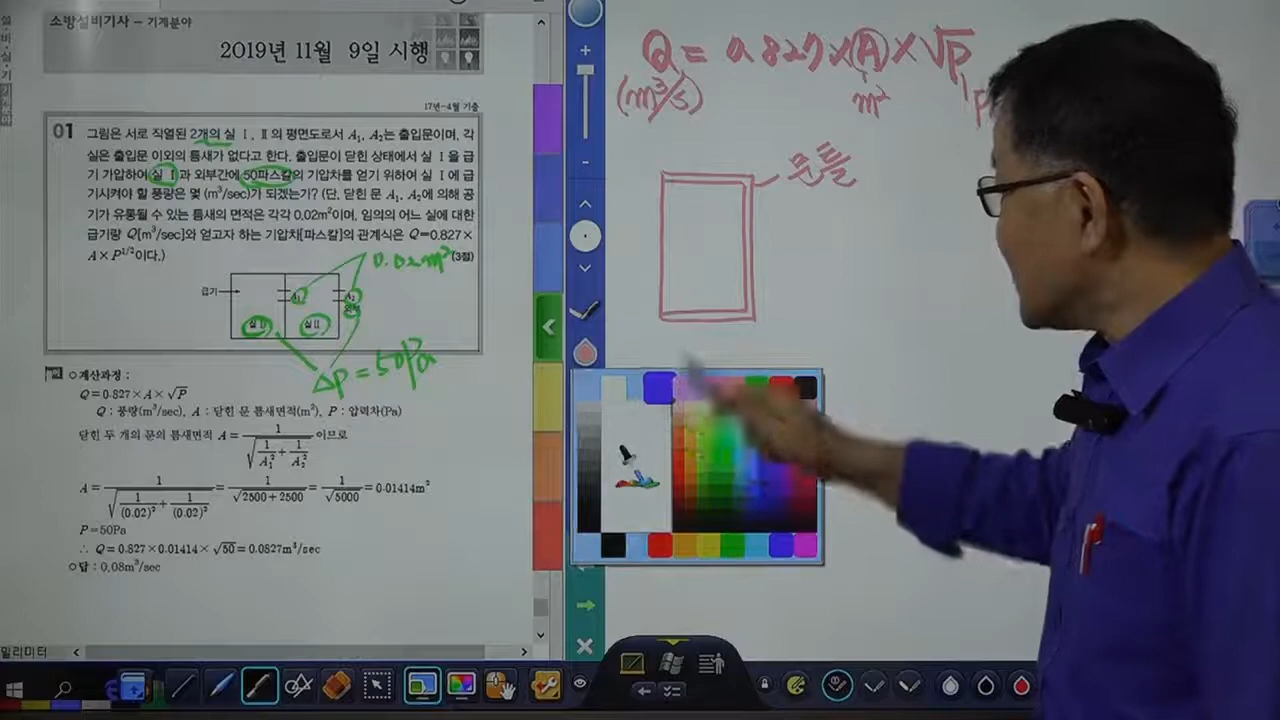 소방설비기사 - 기계분야
2019년 11월 9일 시행
17년-4월 기출
01 그림은 서로 직열된 2개의 실 Ⅰ, Ⅱ의 평면도로서 A₁, A₂는 출입문이며, 각
실은 출입문 이외의 틈새가 없다고 한다. 출입문이 닫힌 상태에서 실 Ⅰ을 급
기 가압하여 실 Ⅰ과 외부간에 50파스칼의 기압차를 얻기 위하여 실 Ⅰ에 급
기시켜야 할 풍량은 몇 (m³/sec)가 되겠는가? (단, 닫힌 문 A₁, A₂에 의해 공
기가 유통될 수 있는 틈새의 면적은 각각 0.02m²이며, 임의의 어느 실에 대한
급기량 Q[m³/sec]와 얻고자 하는 기압차[파스칼]의 관계식은 Q=0.827×
A×P^1/2이다.) (3점)
0.02m²
급기 A₁ A₂
실Ⅰ 실Ⅱ
ΔP = 50Pa
계산과정 :
Q=0.827×A×√P
Q : 풍량(m³/sec), A : 닫힌 문 틈새면적(m²), P : 압력차(Pa)
닫힌 두 개의 문의 틈새면적 A = 1/√(1/A₁² + 1/A₂²) 이므로
A = 1/√(1/(0.02)² + 1/(0.02)²) = 1/√(2500+2500) = 1/√5000 = 0.01414m²
P=50Pa
∴ Q=0.827×0.01414×√50=0.0827m³/sec
답 : 0.08m³/sec
밀리미터
Q = 0.827×A×√P
(m³/s) m²
문틀